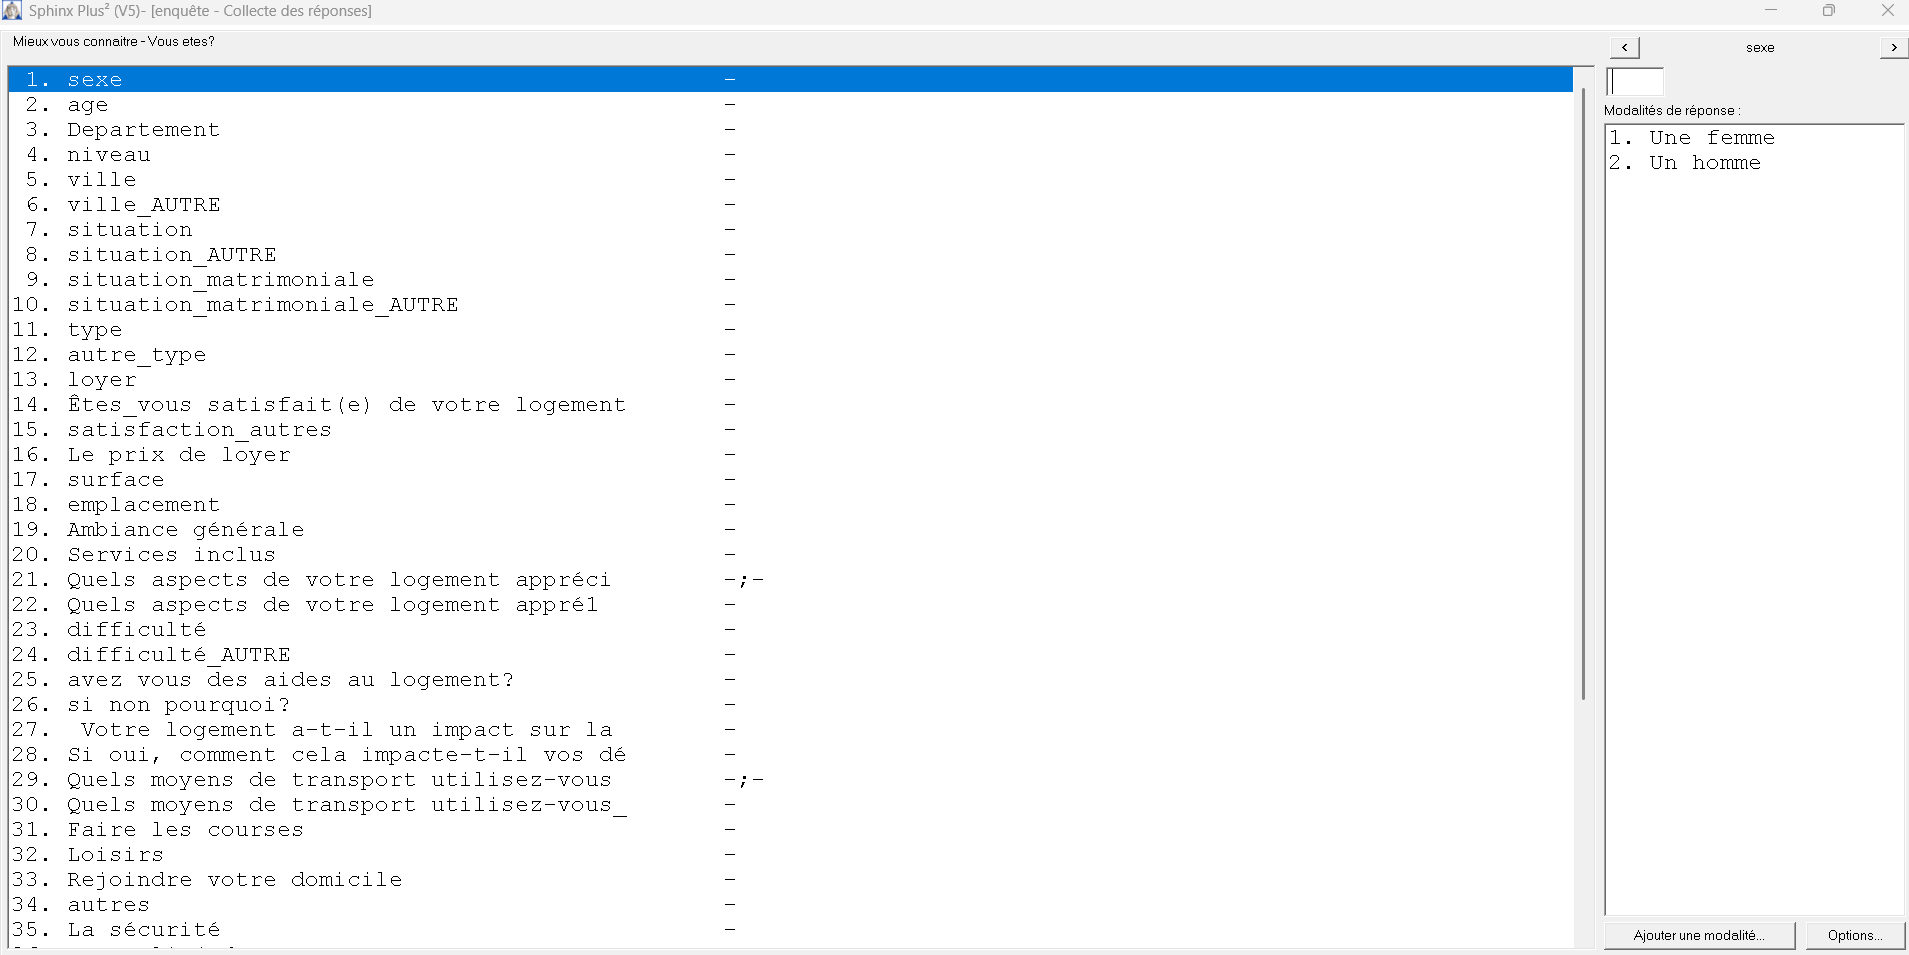 Sphinx Plus² (V5)- [enquête - Collecte des réponses]
Mieux vous connaitre - Vous etes?
< sexe >
1. sexe -
2. age -
3. Departement -
4. niveau -
5. ville -
6. ville_AUTRE -
7. situation -
8. situation_AUTRE -
9. situation_matrimoniale -
10. situation_matrimoniale_AUTRE -
11. type -
12. autre_type -
13. loyer -
14. Êtes_vous satisfait(e) de votre logement -
15. satisfaction_autres -
16. Le prix de loyer -
17. surface -
18. emplacement -
19. Ambiance générale -
20. Services inclus -
21. Quels aspects de votre logement appréci -;-
22. Quels aspects de votre logement appré1 -
23. difficulté -
24. difficulté_AUTRE -
25. avez vous des aides au logement? -
26. si non pourquoi? -
27. Votre logement a-t-il un impact sur la -
28. Si oui, comment cela impacte-t-il vos dé -
29. Quels moyens de transport utilisez-vous -;-
30. Quels moyens de transport utilisez-vous_ -
31. Faire les courses -
32. Loisirs -
33. Rejoindre votre domicile -
34. autres -
35. La sécurité -
Modalités de réponse :
1. Une femme
2. Un homme
Ajouter une modalité... Options...